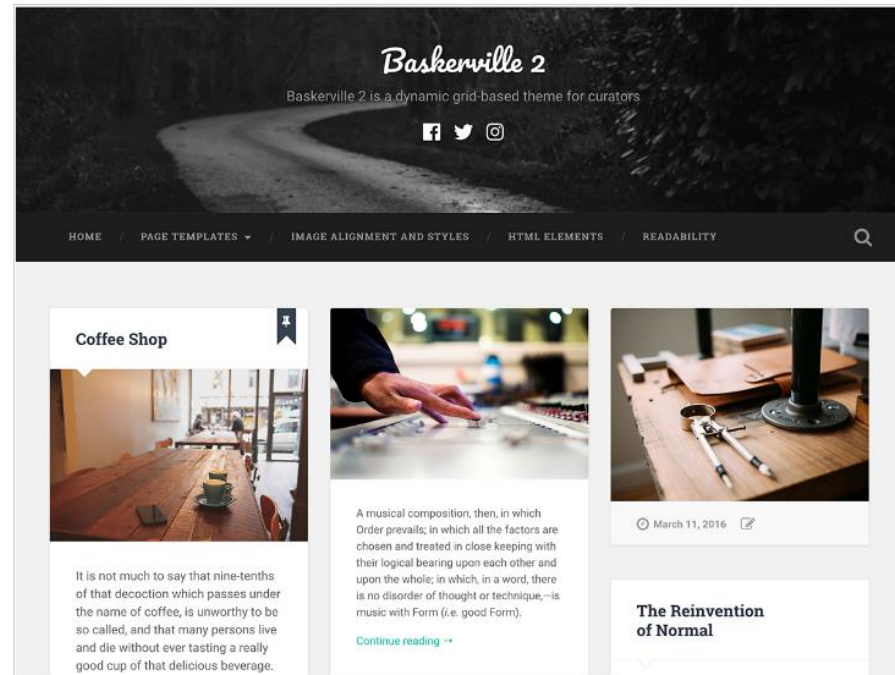 Baskerville 2
Baskerville 2 is a dynamic grid-based theme for curators
HOME / PAGE TEMPLATES / IMAGE ALIGNMENT AND STYLES / HTML ELEMENTS / READABILITY
Coffee Shop
It is not much to say that nine-tenths
of that decoction which passes under
the name of coffee, is unworthy to be
so called, and that many persons live
and die without ever tasting a really
good cup of that delicious beverage.
A musical composition, then, in which
Order prevails; in which all the factors are
chosen and treated in close keeping with
their logical bearing upon each other and
upon the whole; in which, in a word, there
is no disorder of thought or technique,—is
music with Form (i.e. good Form).
Continue reading →
March 11, 2016
The Reinvention
of Normal